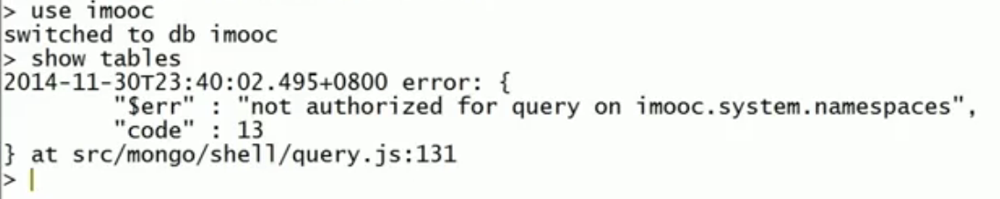 > use imooc
switched to db imooc
> show tables
2014-11-30T23:40:02.495+0800 error: {
        "$err" : "not authorized for query on imooc.system.namespaces",
        "code" : 13
} at src/mongo/shell/query.js:131
>